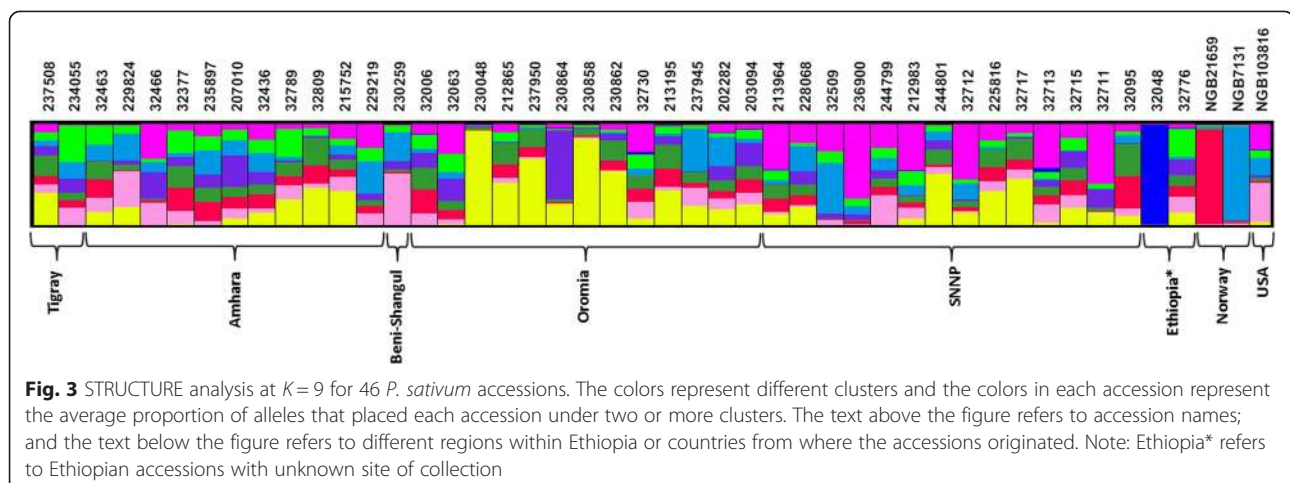 237508
234055
32463
229824
32466
32377
235897
207010
32436
32789
32809
215752
229219
230259
32006
32063
230048
212865
237950
230864
230858
230862
32730
213195
237945
202282
203094
213964
228068
32509
236900
244799
212983
244801
32712
225816
32717
32713
32715
32711
32095
32048
32776
NGB21659
NGB7131
NGB103816
Tigray
Amhara
Beni-Shangul
Oromia
SNNP
Ethiopia*
Norway
USA
Fig. 3 STRUCTURE analysis at K = 9 for 46 P. sativum accessions. The colors represent different clusters and the colors in each accession represent
the average proportion of alleles that placed each accession under two or more clusters. The text above the figure refers to accession names;
and the text below the figure refers to different regions within Ethiopia or countries from where the accessions originated. Note: Ethiopia* refers
to Ethiopian accessions with unknown site of collection